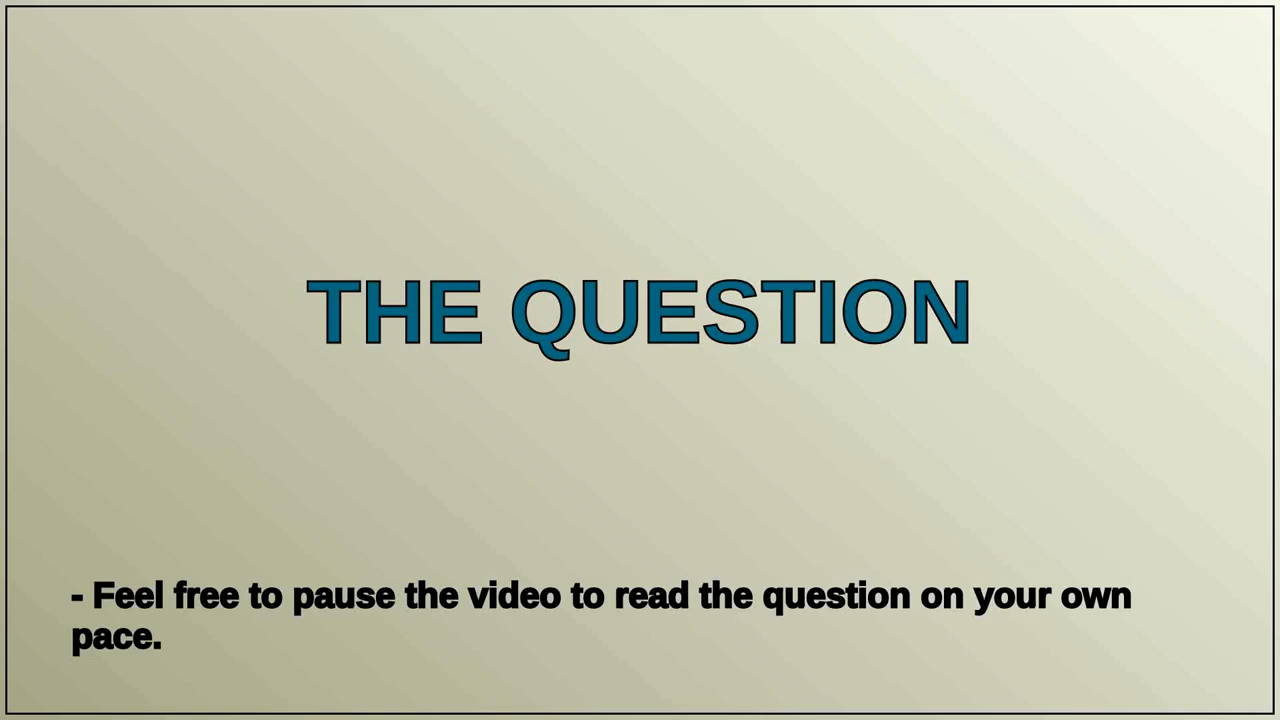 THE QUESTION
- Feel free to pause the video to read the question on your own
pace.